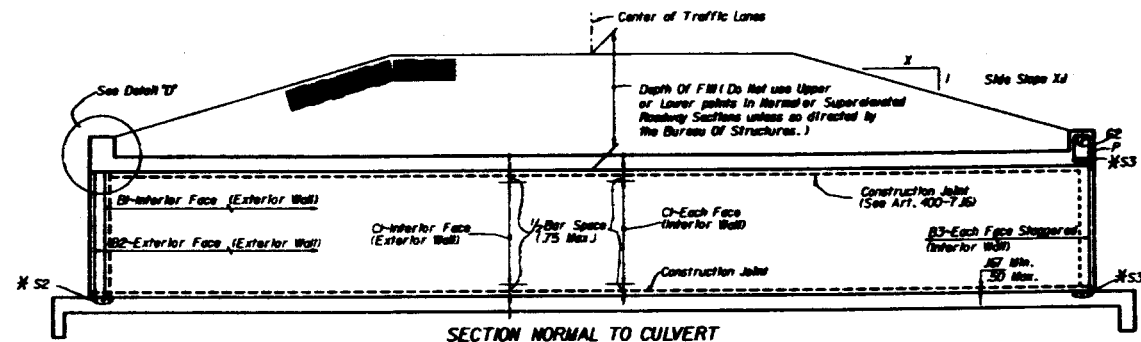 Center of Traffic Lanes
See Detail "D"
X
1
Side Slope X:1
Depth Of Fill ( Do Not use Upper
or Lower points in Normal or Superelevated
Roadway Sections unless so directed by
the Bureau Of Structures. )
P
※S3
B1-Interior Face (Exterior Wall)
B2-Exterior Face (Exterior Wall)
C1-Interior Face
(Exterior Wall)
1/2-Bar Space
(.75 Max.)
C1-Each Face
(Interior Wall)
Construction Joint
(See Art. 400-7.16)
B3-Each Face Staggered
(Interior Wall)
.167 Min.
.50 Max.
※ S2
Construction Joint
※S3
SECTION NORMAL TO CULVERT